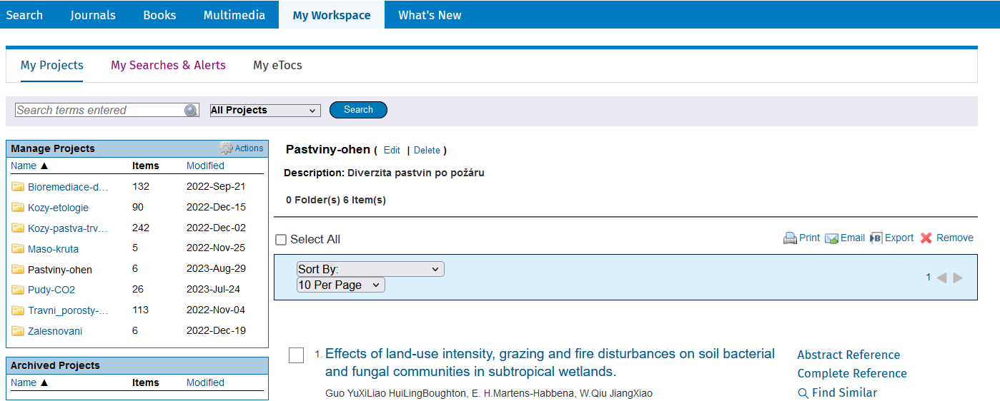 Search Journals Books Multimedia My Workspace What's New
My Projects My Searches & Alerts My eTocs
Search terms entered All Projects Search
Manage Projects Actions
Name ▲ Items Modified
Bioremediace-d... 132 2022-Sep-21
Kozy-etologie 90 2022-Dec-15
Kozy-pastva-trv... 242 2022-Dec-02
Maso-kruta 5 2022-Nov-25
Pastviny-ohen 6 2023-Aug-29
Pudy-CO2 26 2023-Jul-24
Travni_porosty-... 113 2022-Nov-04
Zalesnovani 6 2022-Dec-19
Archived Projects
Name ▲ Items Modified
Pastviny-ohen ( Edit | Delete )
Description: Diverzita pastvin po požáru
0 Folder(s) 6 Item(s)
Select All Print Email Export Remove
Sort By:
10 Per Page
1
1. Effects of land-use intensity, grazing and fire disturbances on soil bacterial
and fungal communities in subtropical wetlands.
Guo YuXiLiao HuiLingBoughton, E. H.Martens-Habbena, W.Qiu JiangXiao
Abstract Reference
Complete Reference
Find Similar